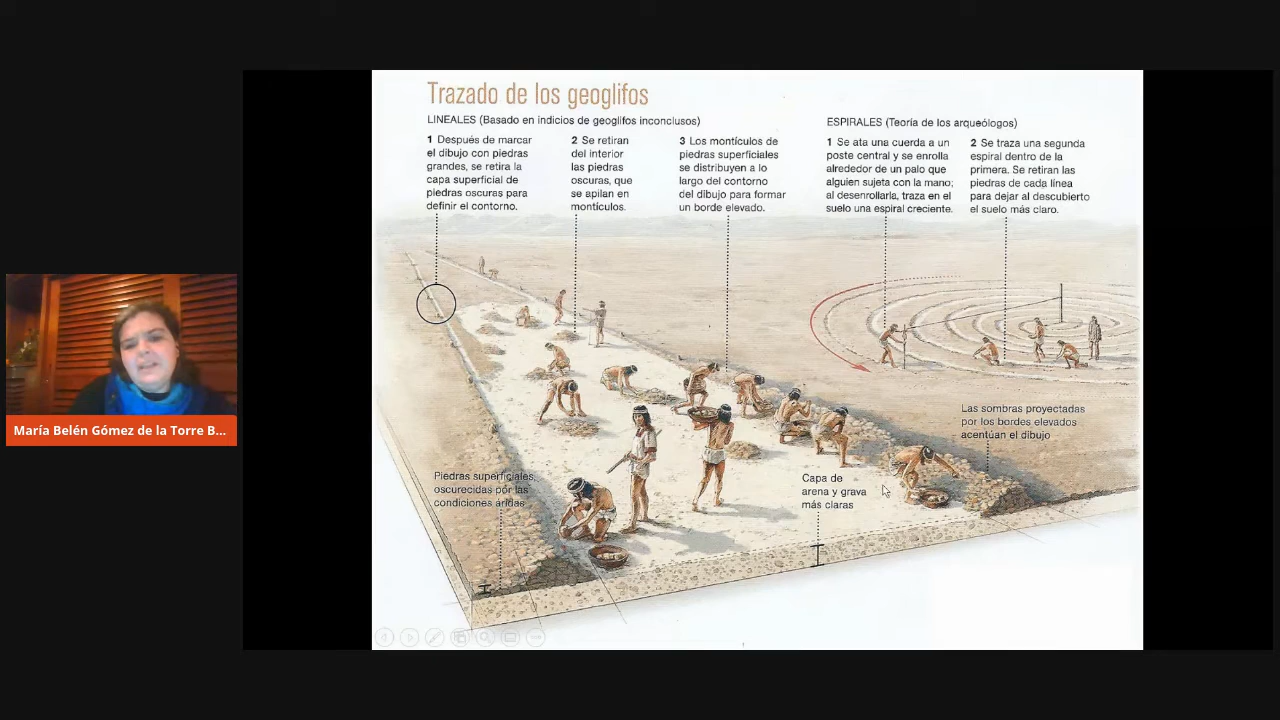 Trazado de los geoglifos
LINEALES (Basado en indicios de geoglifos inconclusos)
1 Después de marcar
el dibujo con piedras
grandes, se retira la
capa superficial de
piedras oscuras para
definir el contorno.
2 Se retiran
del interior
las piedras
oscuras, que
se apilan en
montículos.
3 Los montículos de
piedras superficiales
se distribuyen a lo
largo del contorno
del dibujo para formar
un borde elevado.
ESPIRALES (Teoría de los arqueólogos)
1 Se ata una cuerda a un
poste central y se enrolla
alrededor de un palo que
alguien sujeta con la mano;
al desenrollarla, traza en el
suelo una espiral creciente.
2 Se traza una segunda
espiral dentro de la
primera. Se retiran las
piedras de cada línea
para dejar al descubierto
el suelo más claro.
Las sombras proyectadas
por los bordes elevados
acentúan el dibujo
Piedras superficiales,
oscurecidas por las
condiciones áridas
Capa de
arena y grava
más claras
María Belén Gómez de la Torre B...